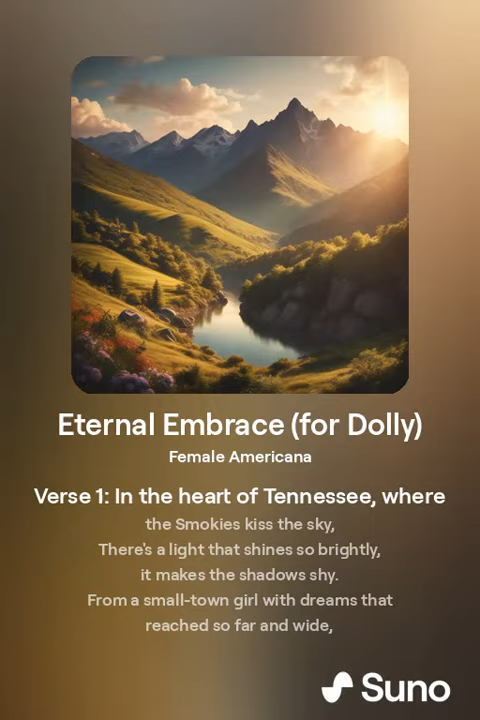 Eternal Embrace (for Dolly)
Female Americana
Verse 1: In the heart of Tennessee, where
the Smokies kiss the sky,
There's a light that shines so brightly,
it makes the shadows shy.
From a small-town girl with dreams that
reached so far and wide,
Suno